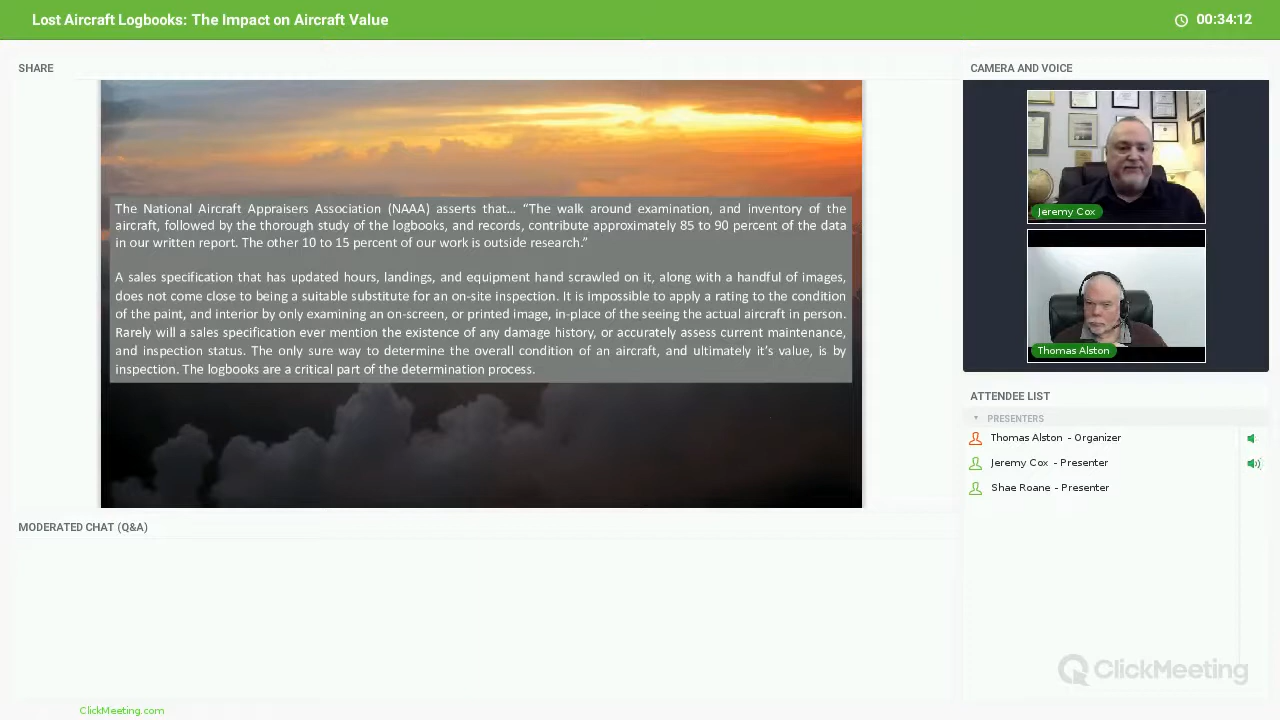 Lost Aircraft Logbooks: The Impact on Aircraft Value
00:34:12
SHARE
The National Aircraft Appraisers Association (NAAA) asserts that… “The walk around examination, and inventory of the
aircraft, followed by the thorough study of the logbooks, and records, contribute approximately 85 to 90 percent of the data
in our written report. The other 10 to 15 percent of our work is outside research.”
A sales specification that has updated hours, landings, and equipment hand scrawled on it, along with a handful of images,
does not come close to being a suitable substitute for an on-site inspection. It is impossible to apply a rating to the condition
of the paint, and interior by only examining an on-screen, or printed image, in-place of the seeing the actual aircraft in person.
Rarely will a sales specification ever mention the existence of any damage history, or accurately assess current maintenance,
and inspection status. The only sure way to determine the overall condition of an aircraft, and ultimately it’s value, is by
inspection. The logbooks are a critical part of the determination process.
MODERATED CHAT (Q&A)
ClickMeeting.com
CAMERA AND VOICE
Jeremy Cox
Thomas Alston
ATTENDEE LIST
PRESENTERS
Thomas Alston - Organizer
Jeremy Cox - Presenter
Shae Roane - Presenter
ClickMeeting